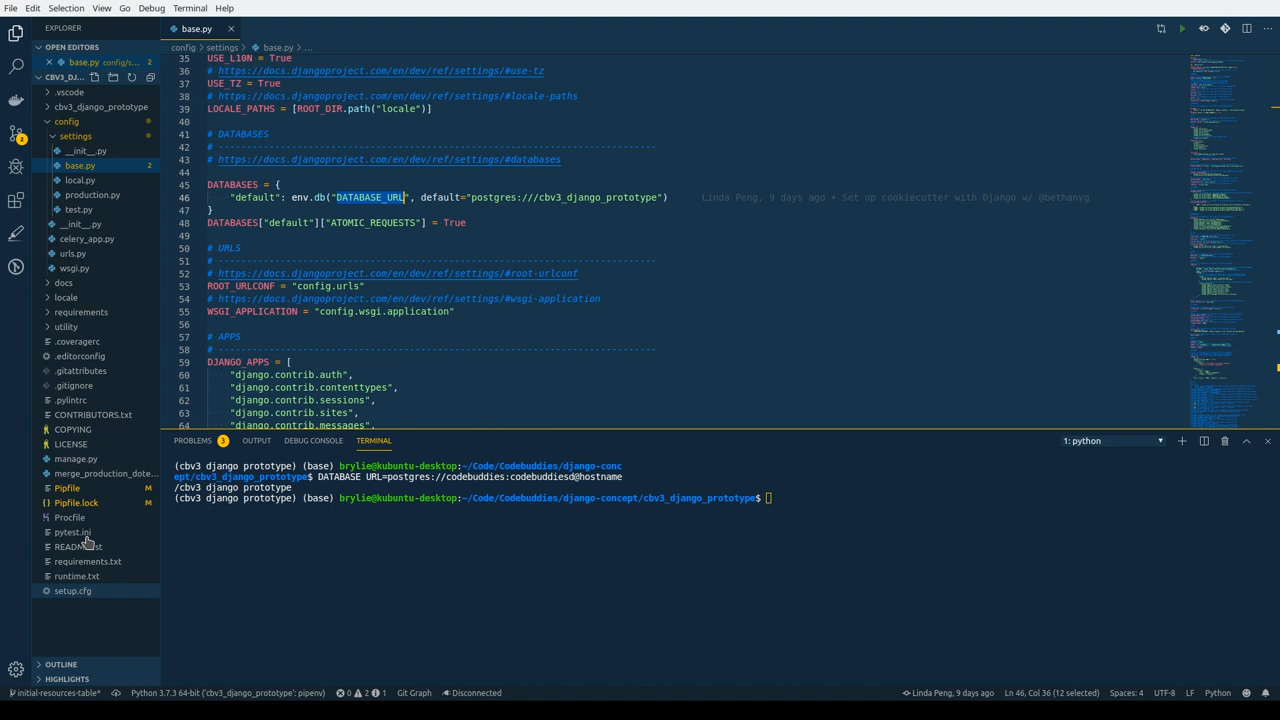 File Edit Selection View Go Debug Terminal Help
EXPLORER
OPEN EDITORS
base.py config/s... 2
CBV3_DJ...
.vscode
cbv3_django_prototype
config
settings
__init__.py
base.py 2
local.py
production.py
test.py
__init__.py
celery_app.py
urls.py
wsgi.py
docs
locale
requirements
utility
.coveragerc
.editorconfig
.gitattributes
.gitignore
.pylintrc
CONTRIBUTORS.txt
COPYING
LICENSE
manage.py
merge_production_dote...
Pipfile M
Pipfile.lock M
Procfile
pytest.ini
requirements.txt
runtime.txt
setup.cfg
OUTLINE
HIGHLIGHTS
2
base.py
config > settings > base.py > ...
35 USE_L10N = True
36 # https://docs.djangoproject.com/en/dev/ref/settings/#use-tz
37 USE_TZ = True
38 # https://docs.djangoproject.com/en/dev/ref/settings/#locale-paths
39 LOCALE_PATHS = [ROOT_DIR.path("locale")]
40
41 # DATABASES
42 # ------------------------------------------------------------------------------
43 # https://docs.djangoproject.com/en/dev/ref/settings/#databases
44
45 DATABASES = {
46 "default": env.db("DATABASE_URL", default="postgres:///cbv3_django_prototype") Linda Peng, 9 days ago • Set up cookiecutter with Django w/ @bethanyg
47 }
48 DATABASES["default"]["ATOMIC_REQUESTS"] = True
49
50 # URLS
51 # ------------------------------------------------------------------------------
52 # https://docs.djangoproject.com/en/dev/ref/settings/#root-urlconf
53 ROOT_URLCONF = "config.urls"
54 # https://docs.djangoproject.com/en/dev/ref/settings/#wsgi-application
55 WSGI_APPLICATION = "config.wsgi.application"
56
57 # APPS
58 # ------------------------------------------------------------------------------
59 DJANGO_APPS = [
60 "django.contrib.auth",
61 "django.contrib.contenttypes",
62 "django.contrib.sessions",
63 "django.contrib.sites",
64 "django.contrib.messages",
PROBLEMS 3 OUTPUT DEBUG CONSOLE TERMINAL 1: python
(cbv3 django prototype) (base) brylie@kubuntu-desktop:~/Code/Codebuddies/django-conc
ept/cbv3_django_prototype$ DATABASE URL=postgres://codebuddies:codebuddiesd@hostname
/cbv3 django prototype
(cbv3 django prototype) (base) brylie@kubuntu-desktop:~/Code/Codebuddies/django-concept/cbv3_django_prototype$
initial-resources-table* Python 3.7.3 64-bit ('cbv3_django_prototype': pipenv) 0 2 1 Git Graph Disconnected Linda Peng, 9 days ago Ln 46, Col 36 (12 selected) Spaces: 4 UTF-8 LF Python